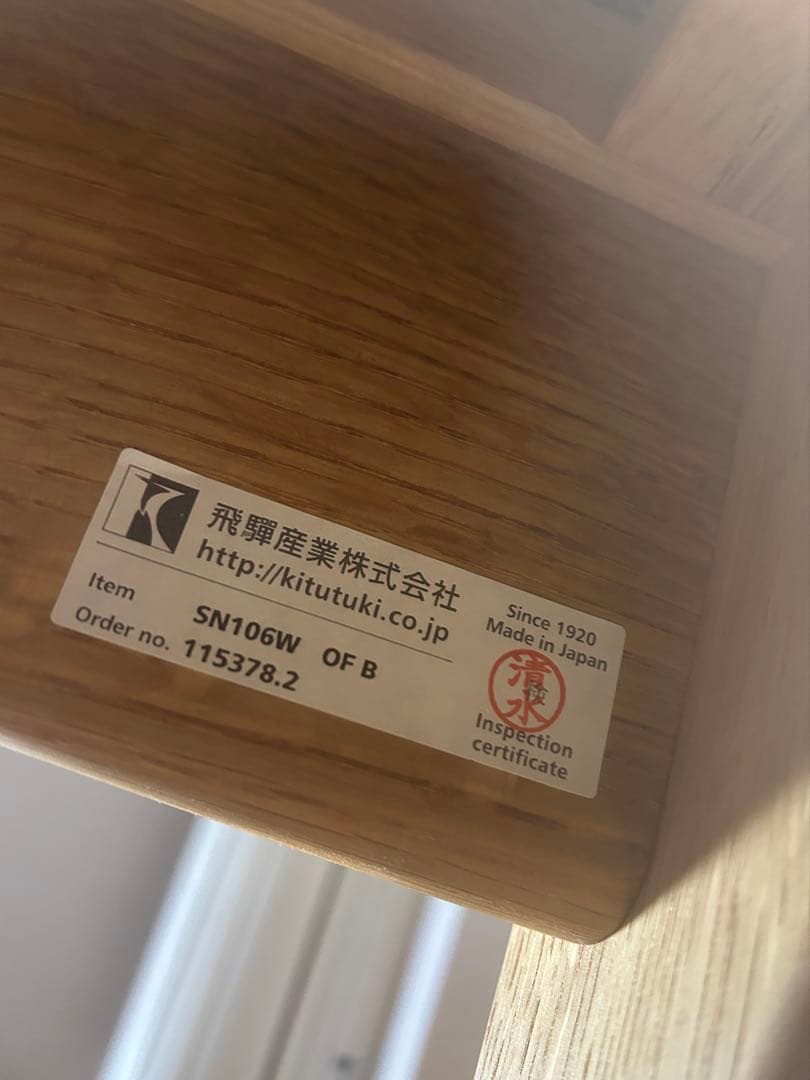 飛驒産業株式会社
http://kitutuki.co.jp
Item SN106W OF B
Order no. 115378.2
Since 1920
Made in Japan
清水
Inspection
certificate